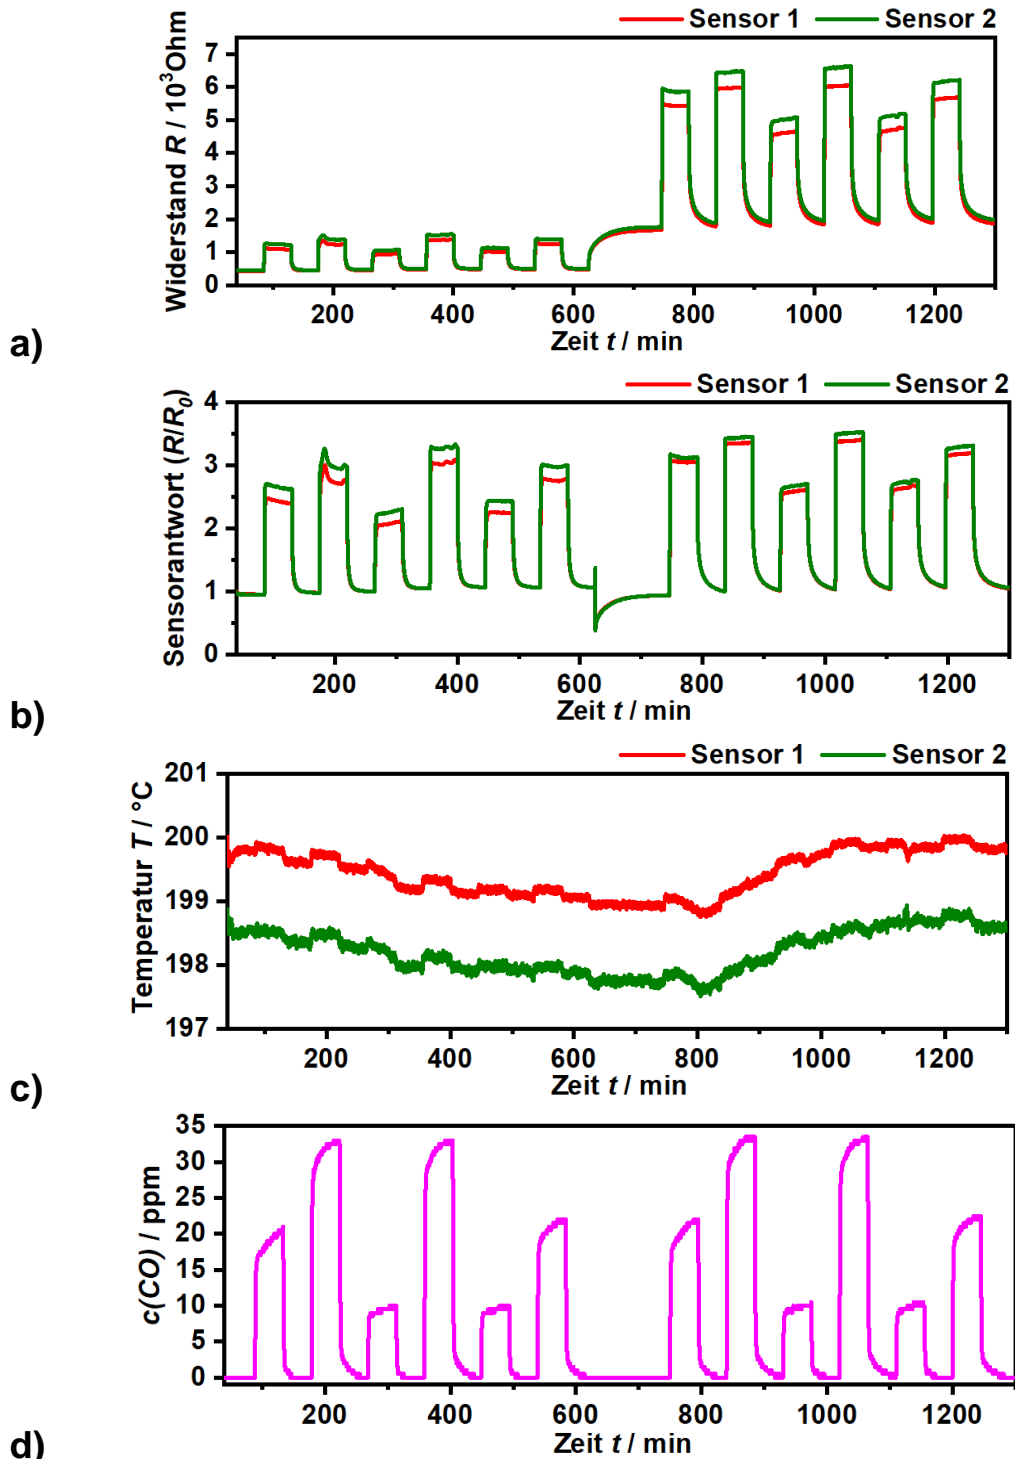 Sensor 1 Sensor 2
Widerstand R / 10³Ohm
7
6
5
4
3
2
1
0
200 400 600 800 1000 1200
Zeit t / min
a)
Sensor 1 Sensor 2
Sensorantwort (R/R₀)
4
3
2
1
0
200 400 600 800 1000 1200
Zeit t / min
b)
Sensor 1 Sensor 2
Temperatur T / °C
201
200
199
198
197
200 400 600 800 1000 1200
Zeit t / min
c)
c(CO) / ppm
35
30
25
20
15
10
5
0
200 400 600 800 1000 1200
Zeit t / min
d)